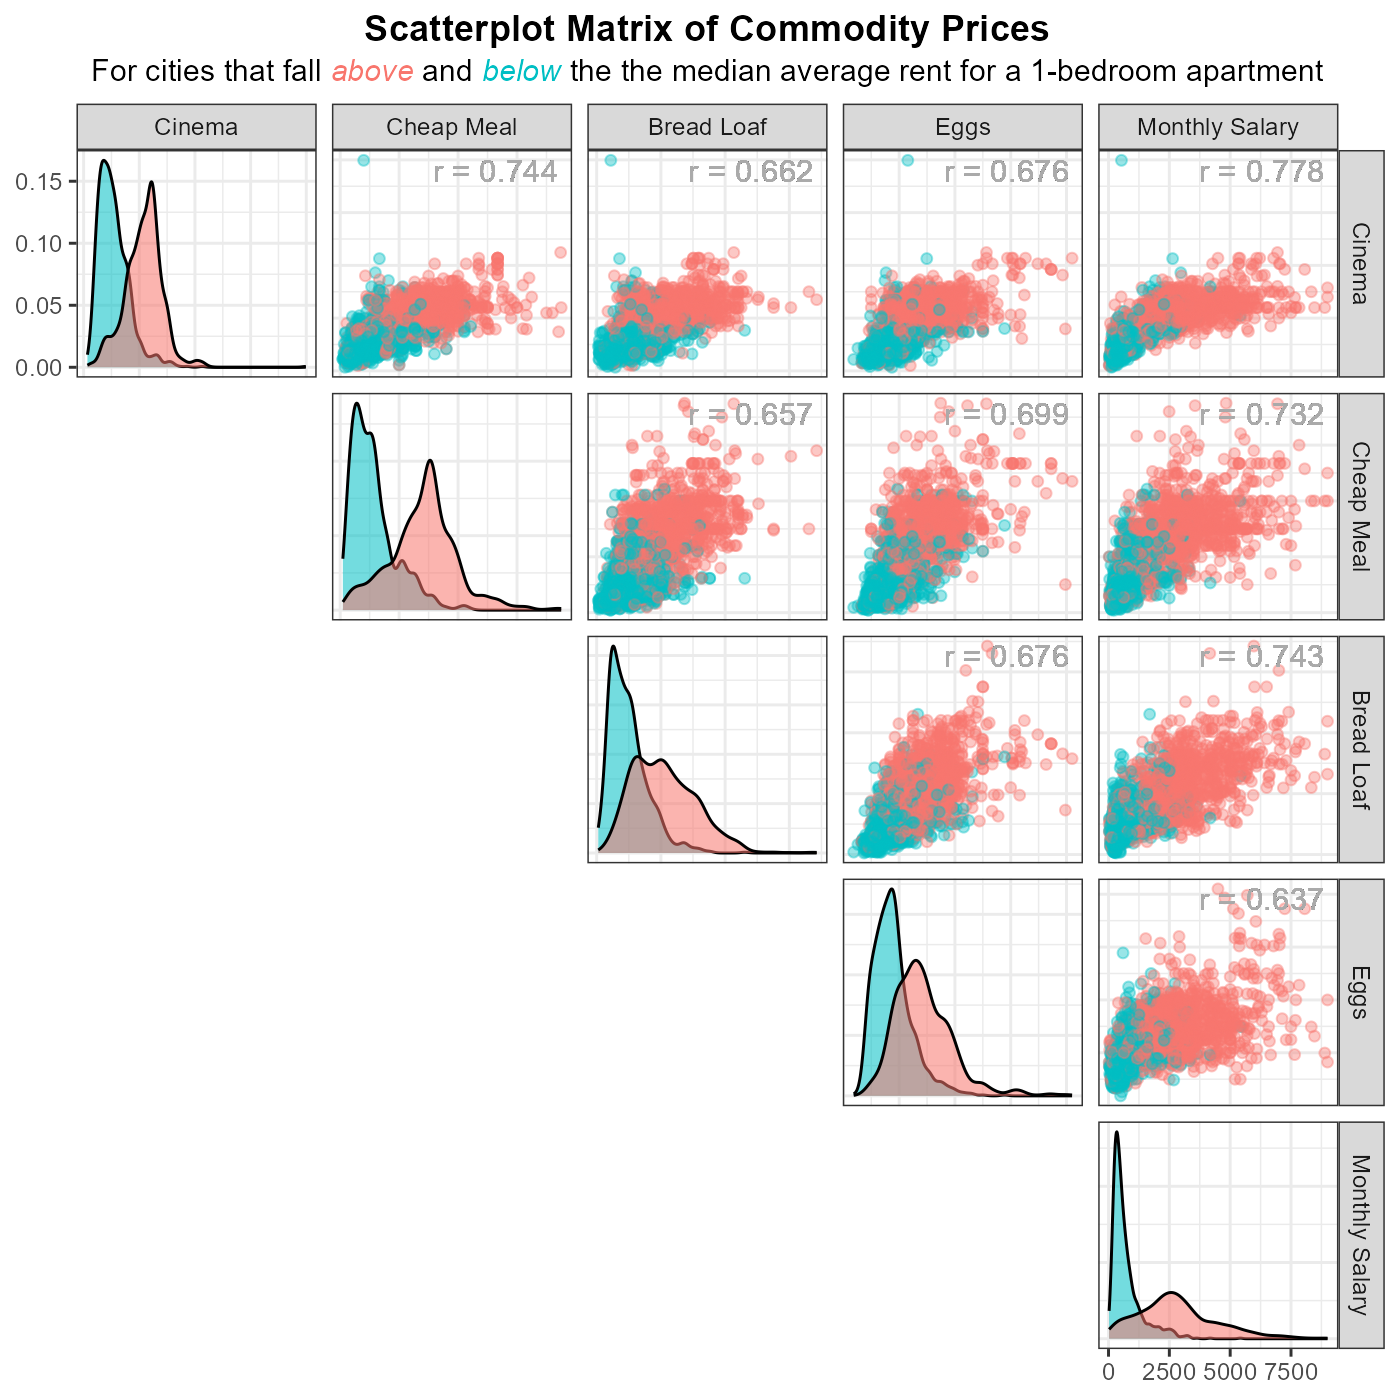 Scatterplot Matrix of Commodity Prices
For cities that fall above and below the the median average rent for a 1-bedroom apartment
Cinema
Cheap Meal
Bread Loaf
Eggs
Monthly Salary
0.15
0.10
0.05
0.00
r = 0.744
r = 0.662
r = 0.676
r = 0.778
Cinema
r = 0.657
r = 0.699
r = 0.732
Cheap Meal
r = 0.676
r = 0.743
Bread Loaf
r = 0.637
Eggs
Monthly Salary
0 2500 5000 7500